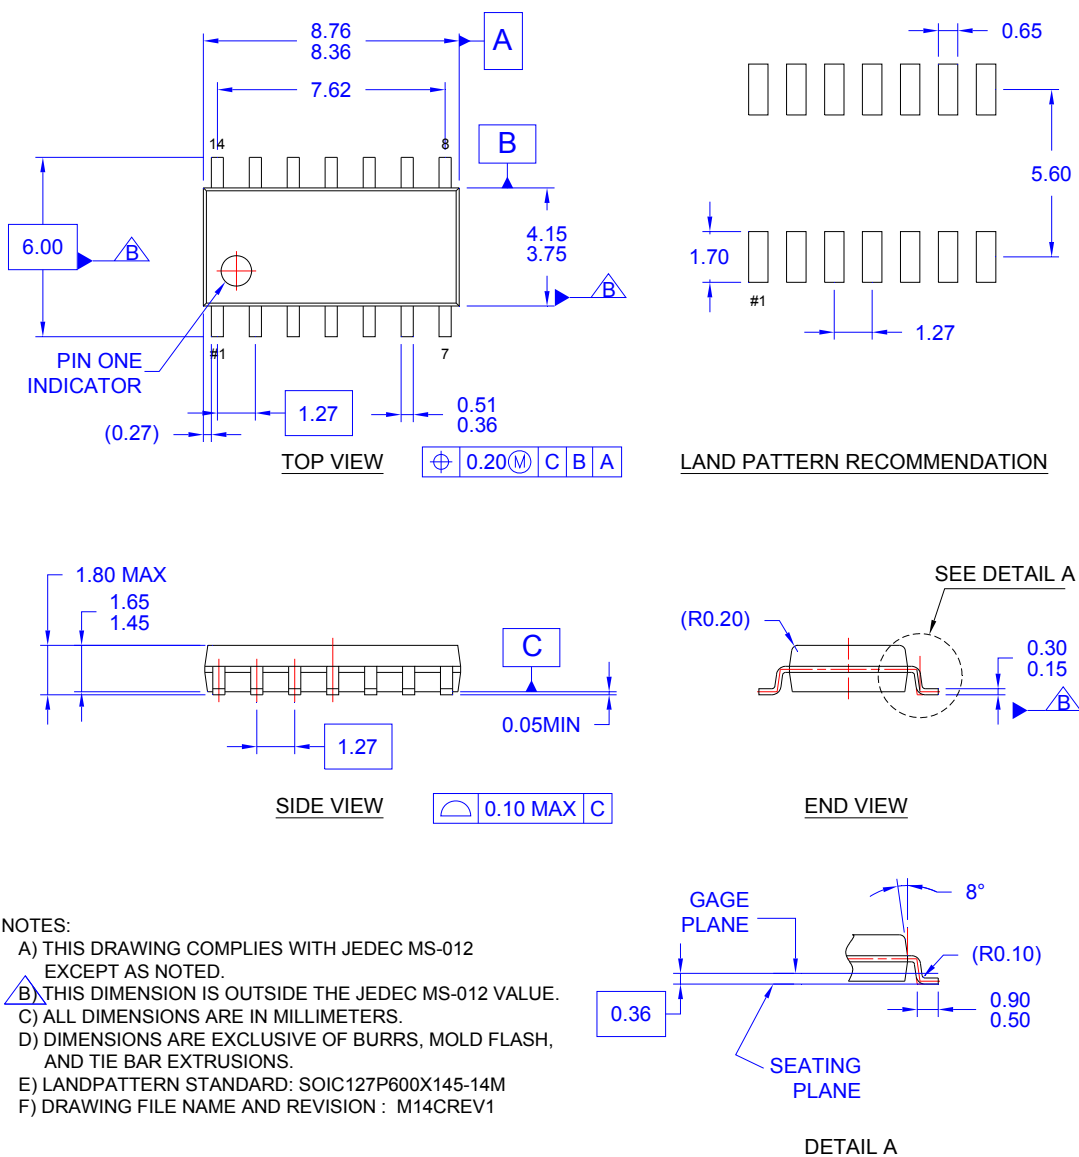 8.76
8.36
A
7.62
14
8
B
6.00
B
4.15
3.75
B
PIN ONE
INDICATOR
#1
7
1.27
0.51
0.36
(0.27)
TOP VIEW
0.20Ⓜ C B A
0.65
5.60
1.70
#1
1.27
LAND PATTERN RECOMMENDATION
1.80 MAX
1.65
1.45
C
0.05MIN
1.27
SIDE VIEW
0.10 MAX C
SEE DETAIL A
(R0.20)
0.30
0.15
B
END VIEW
NOTES:
A) THIS DRAWING COMPLIES WITH JEDEC MS-012
EXCEPT AS NOTED.
B) THIS DIMENSION IS OUTSIDE THE JEDEC MS-012 VALUE.
C) ALL DIMENSIONS ARE IN MILLIMETERS.
D) DIMENSIONS ARE EXCLUSIVE OF BURRS, MOLD FLASH,
AND TIE BAR EXTRUSIONS.
E) LANDPATTERN STANDARD: SOIC127P600X145-14M
F) DRAWING FILE NAME AND REVISION : M14CREV1
8°
GAGE
PLANE
(R0.10)
0.36
0.90
0.50
SEATING
PLANE
DETAIL A